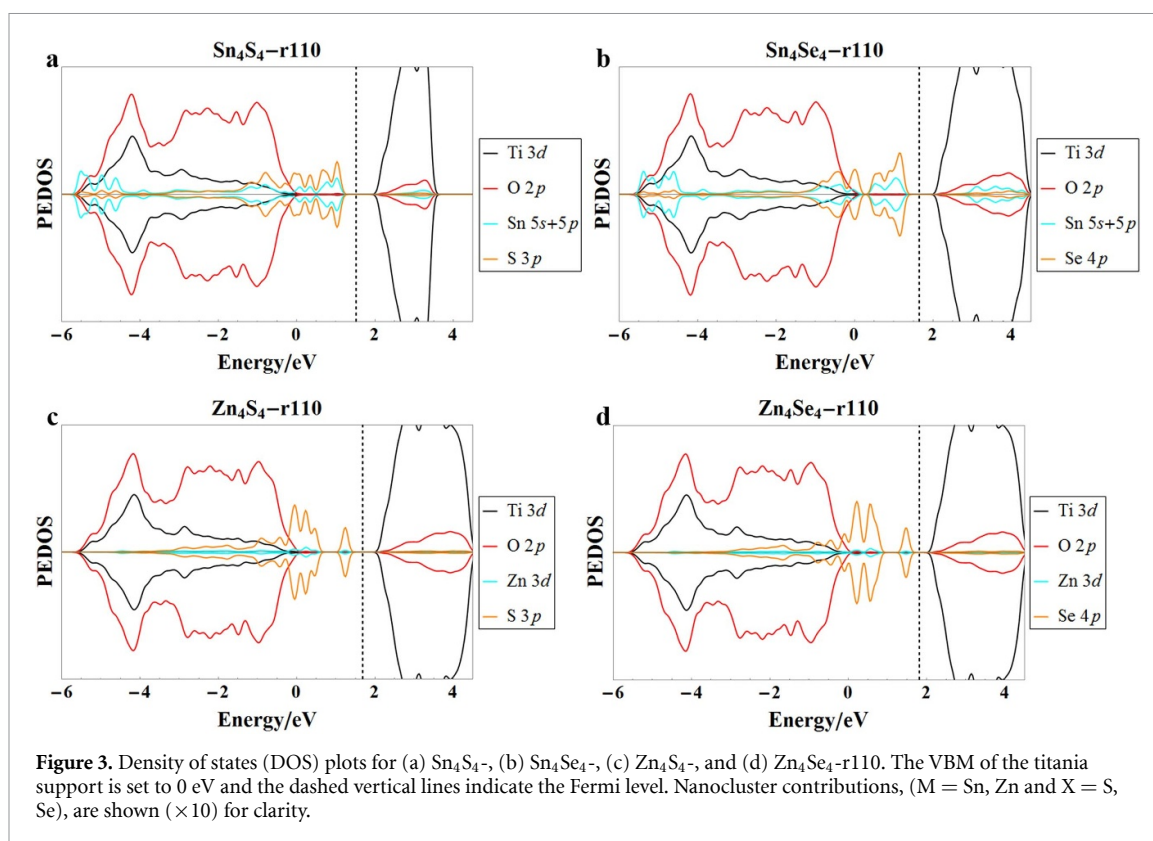 a
Sn₄S₄–r110
PEDOS
Ti 3d
O 2p
Sn 5s+5p
S 3p
−6 −4 −2 0 2 4
Energy/eV
b
Sn₄Se₄–r110
PEDOS
Ti 3d
O 2p
Sn 5s+5p
Se 4p
−6 −4 −2 0 2 4
Energy/eV
c
Zn₄S₄–r110
PEDOS
Ti 3d
O 2p
Zn 3d
S 3p
−6 −4 −2 0 2 4
Energy/eV
d
Zn₄Se₄–r110
PEDOS
Ti 3d
O 2p
Zn 3d
Se 4p
−6 −4 −2 0 2 4
Energy/eV
Figure 3. Density of states (DOS) plots for (a) Sn₄S₄-, (b) Sn₄Se₄-, (c) Zn₄S₄-, and (d) Zn₄Se₄-r110. The VBM of the titania
support is set to 0 eV and the dashed vertical lines indicate the Fermi level. Nanocluster contributions, (M = Sn, Zn and X = S,
Se), are shown (×10) for clarity.